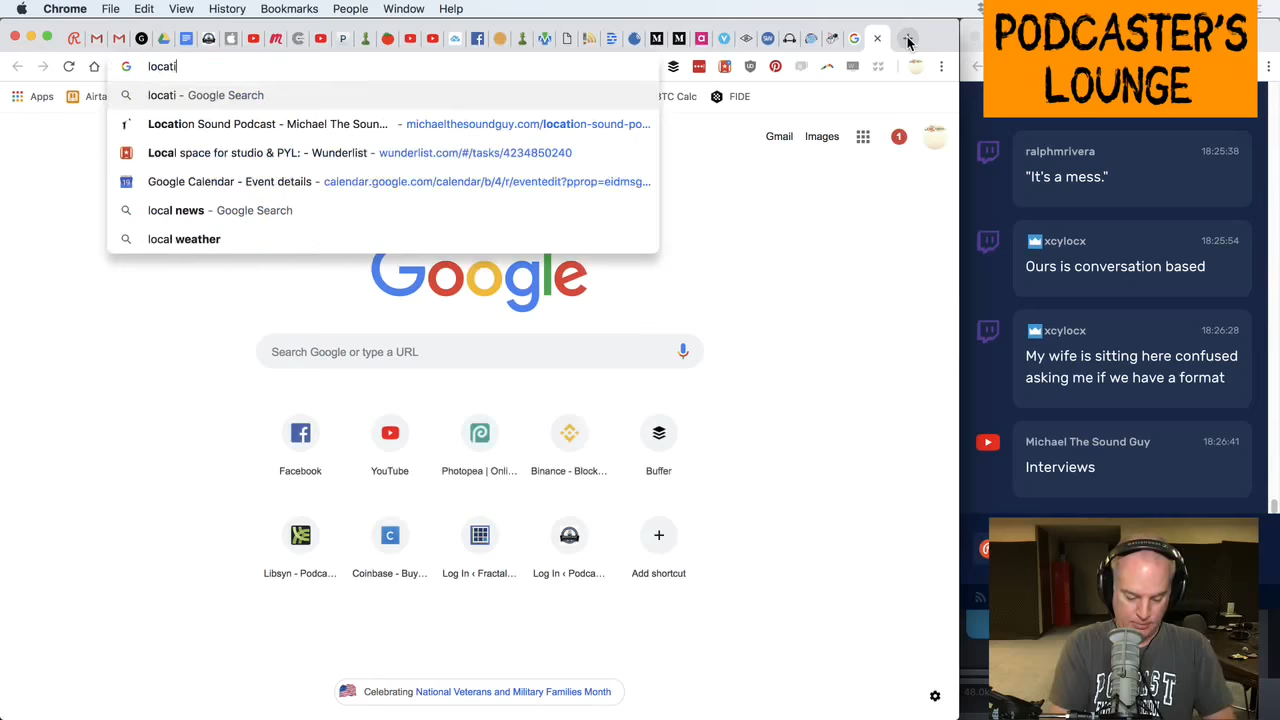 Chrome File Edit View History Bookmarks People Window Help
locati
locati - Google Search
Location Sound Podcast - Michael The Soun... - michaelthesoundguy.com/location-sound-po...
Local space for studio & PYL: - Wunderlist - wunderlist.com/#/tasks/4234850240
Google Calendar - Event details - calendar.google.com/calendar/b/4/r/eventedit?pprop=eidmsg...
local news - Google Search
local weather
Apps Airta BTC Calc FIDE
Gmail Images 1
Google
Search Google or type a URL
Facebook YouTube Photopea | Onli... Binance - Block... Buffer
Libsyn - Podca... Coinbase - Buy... Log In ‹ Fractal... Log In ‹ Podca... Add shortcut
Celebrating National Veterans and Military Families Month
PODCASTER'S
LOUNGE
ralphmrivera 18:25:38
"It's a mess."
xcylocx 18:25:54
Ours is conversation based
xcylocx 18:26:28
My wife is sitting here confused
asking me if we have a format
Michael The Sound Guy 18:26:41
Interviews
48.0k